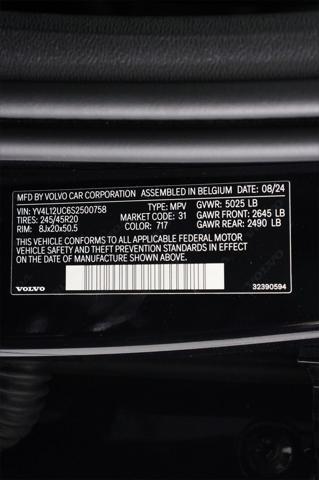 MFD BY VOLVO CAR CORPORATION ASSEMBLED IN BELGIUM DATE: 08/24
VIN: YV4L12UC6S2500758 TYPE: MPV GVWR: 5025 LB
TIRES: 245/45R20 MARKET CODE: 31 GAWR FRONT: 2645 LB
RIM: 8Jx20x50.5 COLOR: 717 GAWR REAR: 2490 LB
THIS VEHICLE CONFORMS TO ALL APPLICABLE FEDERAL MOTOR
VEHICLE SAFETY AND THEFT PREVENTION STANDARDS IN EFFECT
ON THE DATE OF MANUFACTURE SHOWN ABOVE.
VOLVO 32390594